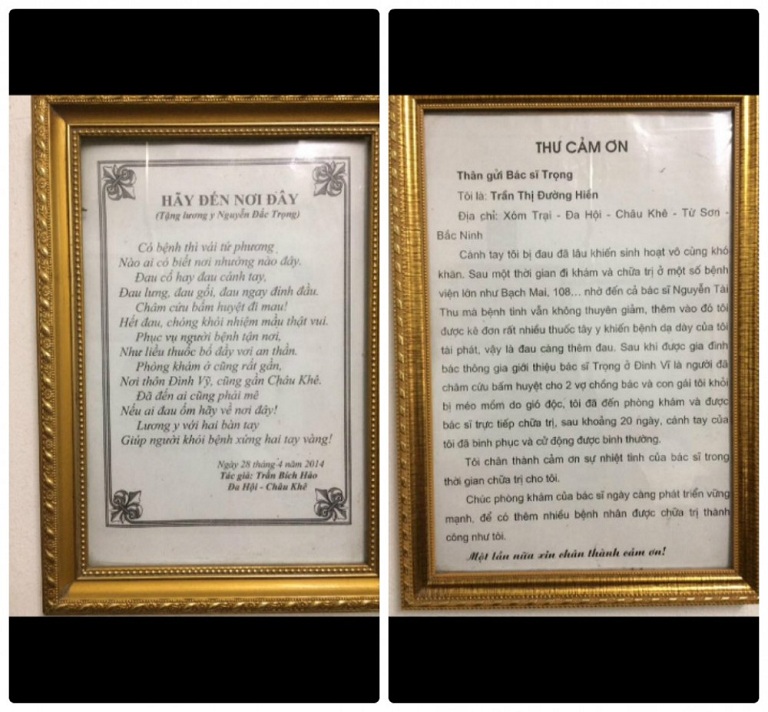 HÃY ĐẾN NƠI ĐÂY
(Tặng lương y Nguyễn Đắc Trọng)
Có bệnh thì vái tứ phương
Nào ai có biết nơi nhường nào đây.
Đau cổ hay đau cánh tay,
Đau lưng, đau gối, đau ngay đỉnh đầu.
Châm cứu bấm huyệt đi mau!
Hết đau, chóng khỏi nhiệm mầu thật vui.
Phục vụ người bệnh tận nơi,
Như liều thuốc bổ đầy vơi an thần.
Phòng khám ở cũng rất gần,
Nơi thôn Đình Vỹ, cũng gần Châu Khê.
Đã đến ai cũng phải mê
Nếu ai đau ốm hãy về nơi đây!
Lương y với hai bàn tay
Giúp người khỏi bệnh xứng hai tay vàng!
Ngày 28 tháng 4 năm 2014
Tác giả: Trần Bích Hảo
Đa Hội - Châu Khê
THƯ CẢM ƠN
Thân gửi Bác sĩ Trọng
Tôi là: Trần Thị Đường Hiền
Địa chỉ: Xóm Trại - Đa Hội - Châu Khê - Từ Sơn -
Bắc Ninh
Cánh tay tôi bị đau đã lâu khiến sinh hoạt vô cùng khó
khăn. Sau một thời gian đi khám và chữa trị ở một số bệnh
viện lớn như Bạch Mai, 108... nhờ đến cả bác sĩ Nguyễn Tài
Thu mà bệnh tình vẫn không thuyên giảm, thêm vào đó tôi
được kê đơn rất nhiều thuốc tây y khiến bệnh dạ dày của tôi
tái phát, vậy là đau càng thêm đau. Sau khi được gia đình
bác thông gia giới thiệu bác sĩ Trọng ở Đình Vĩ là người đã
châm cứu bấm huyệt cho 2 vợ chồng bác và con gái tôi khỏi
bị méo mồm do gió độc, tôi đã đến phòng khám và được
bác sĩ trực tiếp chữa trị, sau khoảng 20 ngày, cánh tay của
tôi đã bình phục và cử động được bình thường.
Tôi chân thành cảm ơn sự nhiệt tình của bác sĩ trong
thời gian chữa trị cho tôi.
Chúc phòng khám của bác sĩ ngày càng phát triển vững
mạnh, để có thêm nhiều bệnh nhân được chữa trị thành
công như tôi.
Một lần nữa xin chân thành cảm ơn!